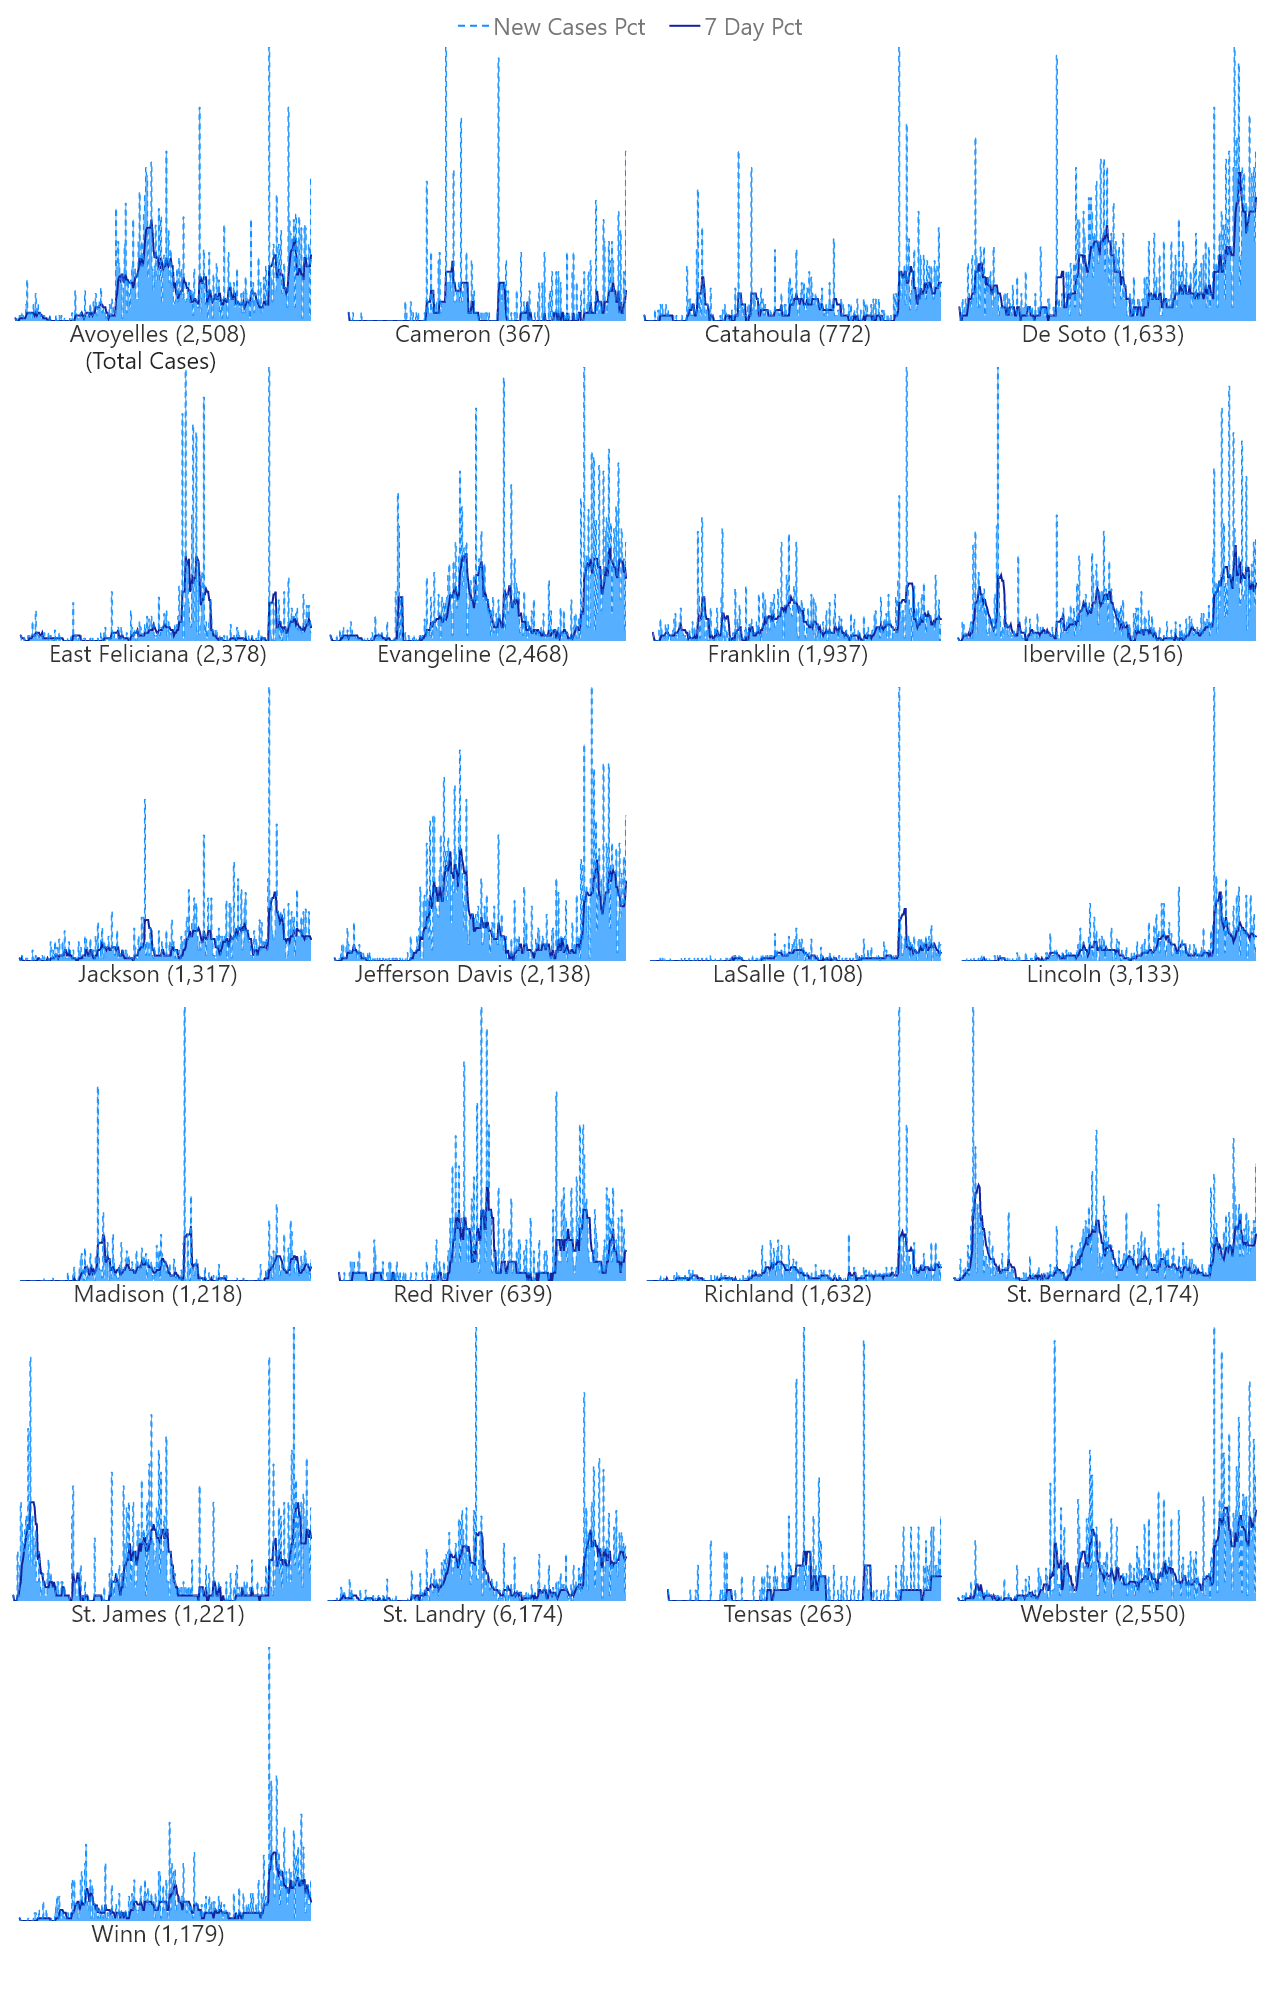 New Cases Pct 7 Day Pct
Avoyelles (2,508) Cameron (367) Catahoula (772) De Soto (1,633)
(Total Cases)
East Feliciana (2,378) Evangeline (2,468) Franklin (1,937) Iberville (2,516)
Jackson (1,317) Jefferson Davis (2,138) LaSalle (1,108) Lincoln (3,133)
Madison (1,218) Red River (639) Richland (1,632) St. Bernard (2,174)
St. James (1,221) St. Landry (6,174) Tensas (263) Webster (2,550)
Winn (1,179)